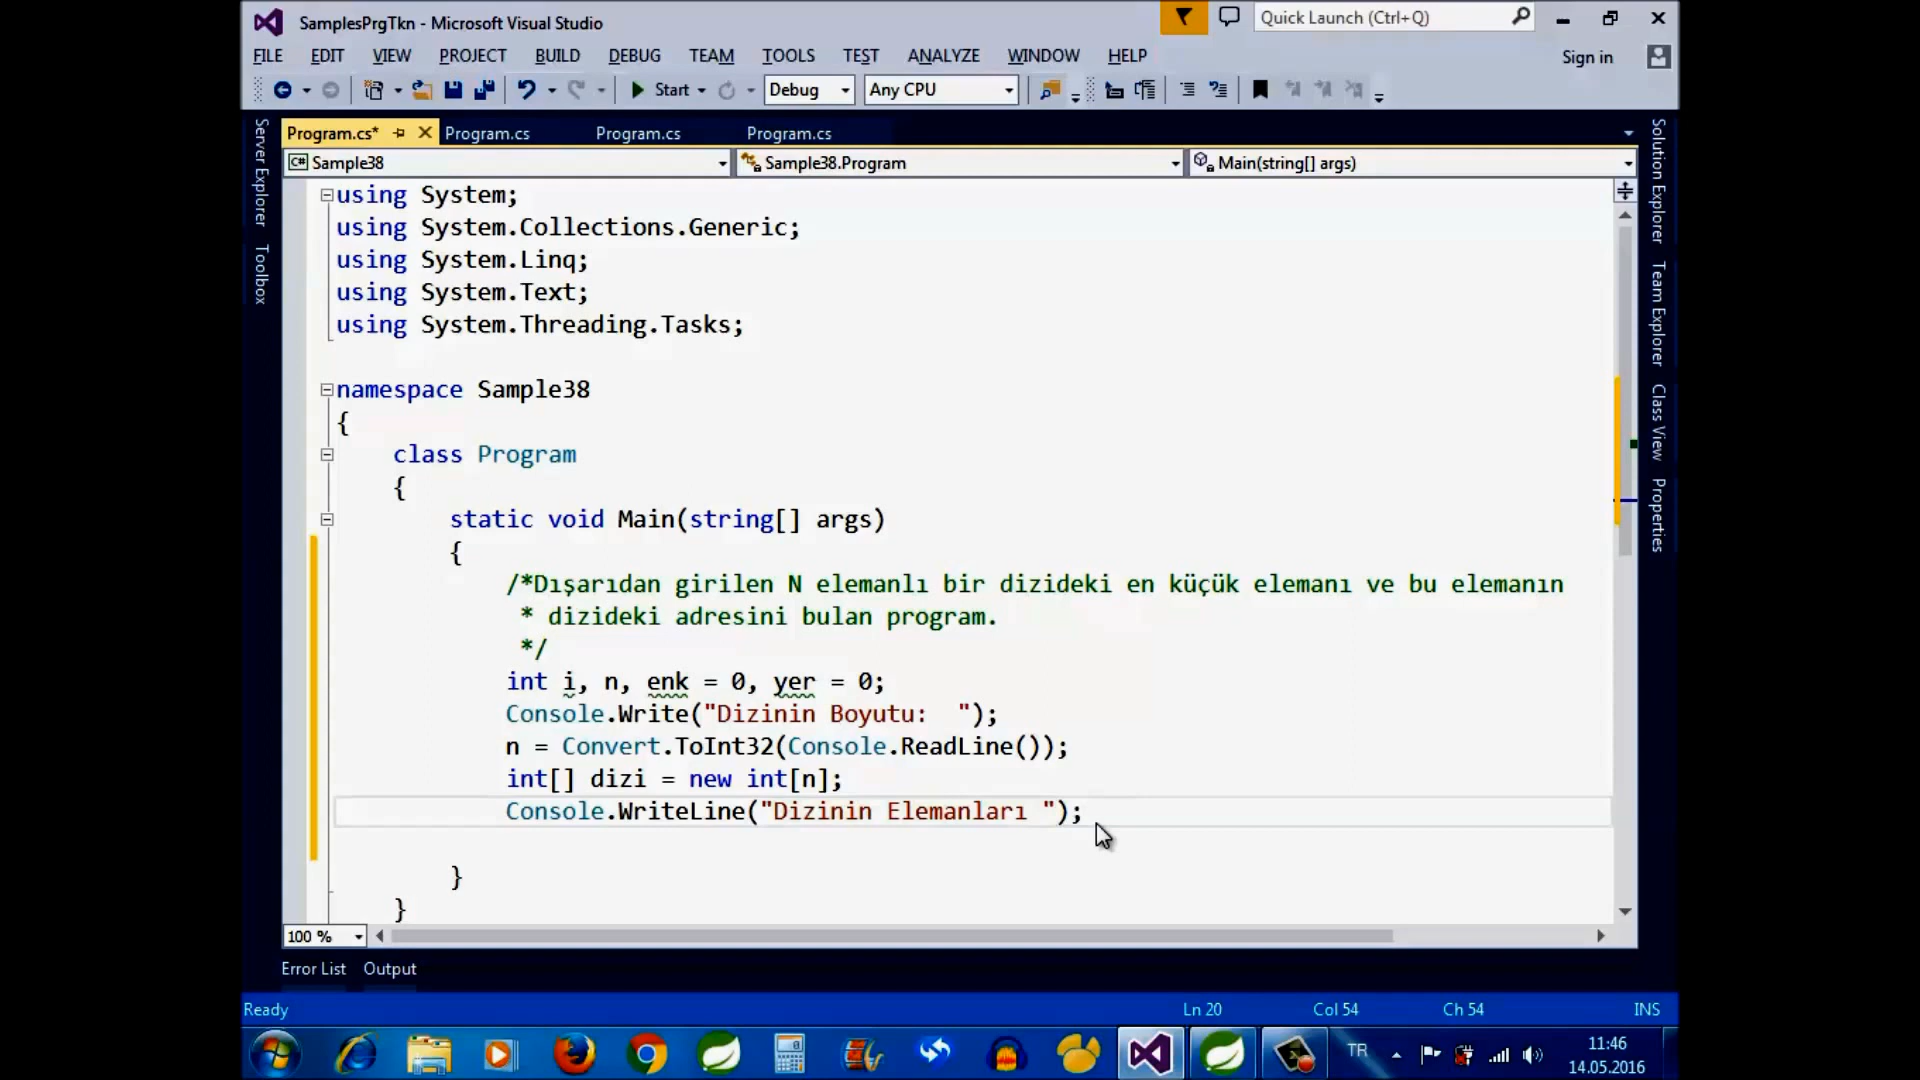 SamplesPrgTkn - Microsoft Visual Studio
Quick Launch (Ctrl+Q)
FILE EDIT VIEW PROJECT BUILD DEBUG TEAM TOOLS TEST ANALYZE WINDOW HELP
Sign in
Start Debug Any CPU
Program.cs* Program.cs Program.cs Program.cs
Sample38 Sample38.Program Main(string[] args)
Server Explorer
Toolbox
Solution Explorer
Team Explorer
Class View
Properties
using System;
using System.Collections.Generic;
using System.Linq;
using System.Text;
using System.Threading.Tasks;
namespace Sample38
{
class Program
{
static void Main(string[] args)
{
/*Dışarıdan girilen N elemanlı bir dizideki en küçük elemanı ve bu elemanın
* dizideki adresini bulan program.
*/
int i, n, enk = 0, yer = 0;
Console.Write("Dizinin Boyutu:  ");
n = Convert.ToInt32(Console.ReadLine());
int[] dizi = new int[n];
Console.WriteLine("Dizinin Elemanları ");
}
}
100 %
Error List Output
Ready Ln 20 Col 54 Ch 54 INS
TR
11:46
14.05.2016